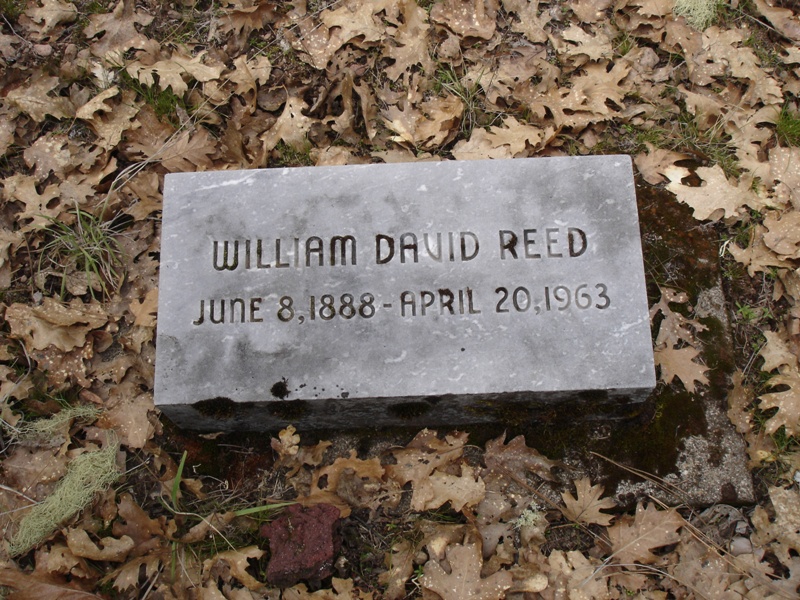 WILLIAM DAVID REED
JUNE 8, 1888 - APRIL 20, 1963